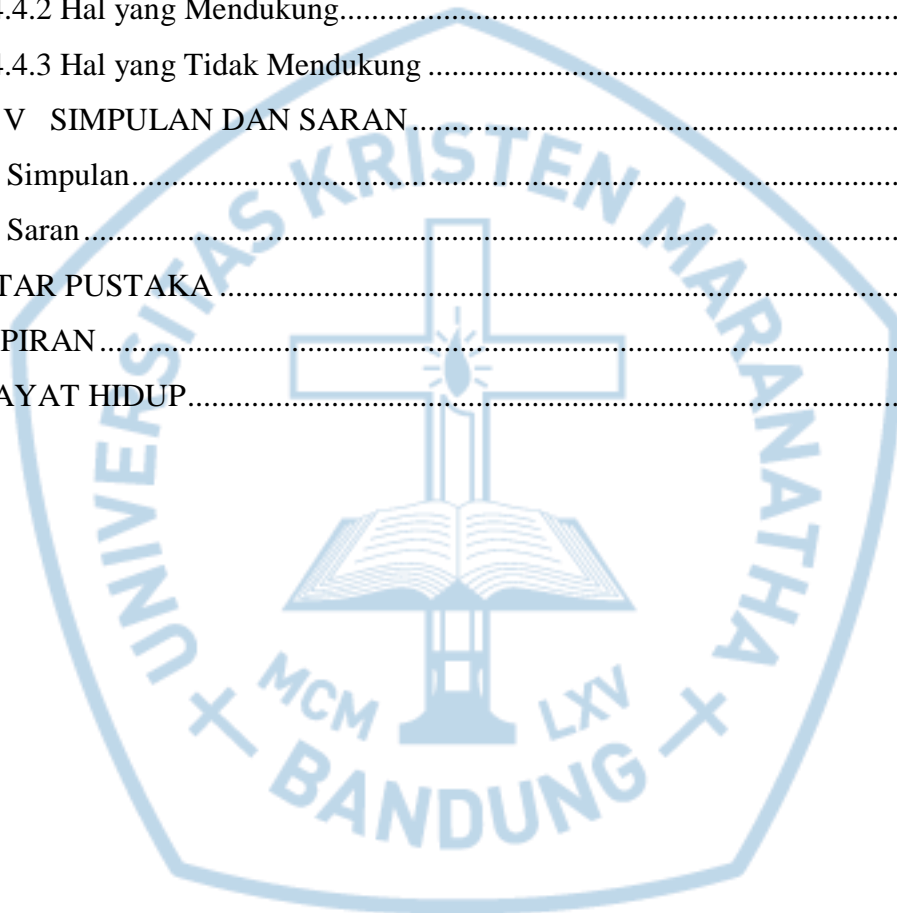 4.4.2 Hal yang Mendukung
4.4.3 Hal yang Tidak Mendukung
V SIMPULAN DAN SARAN
Simpulan
Saran
TAR PUSTAKA
PIRAN
AYAT HIDUP
UNIVERSITAS KRISTEN MARANATHA
MCM LXV
BANDUNG